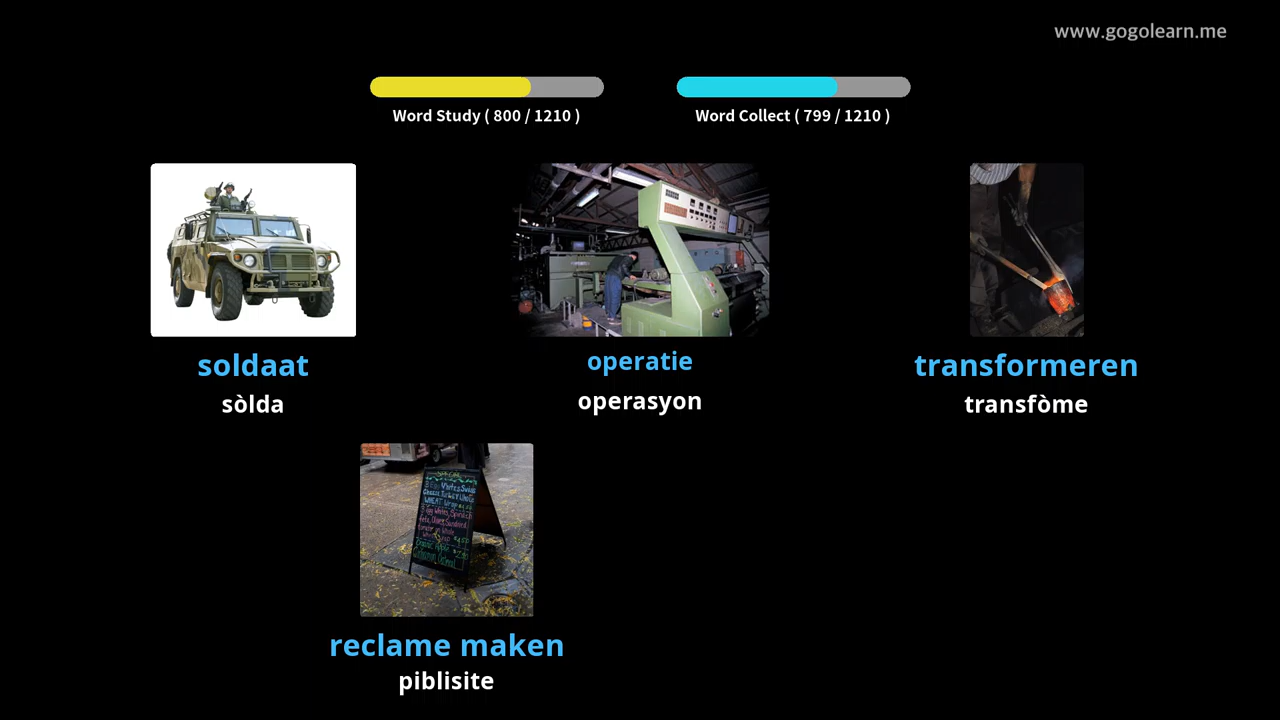 www.gogolearn.me
Word Study ( 800 / 1210 )
Word Collect ( 799 / 1210 )
soldaat
sòlda
operatie
operasyon
transformeren
transfòme
reclame maken
piblisite